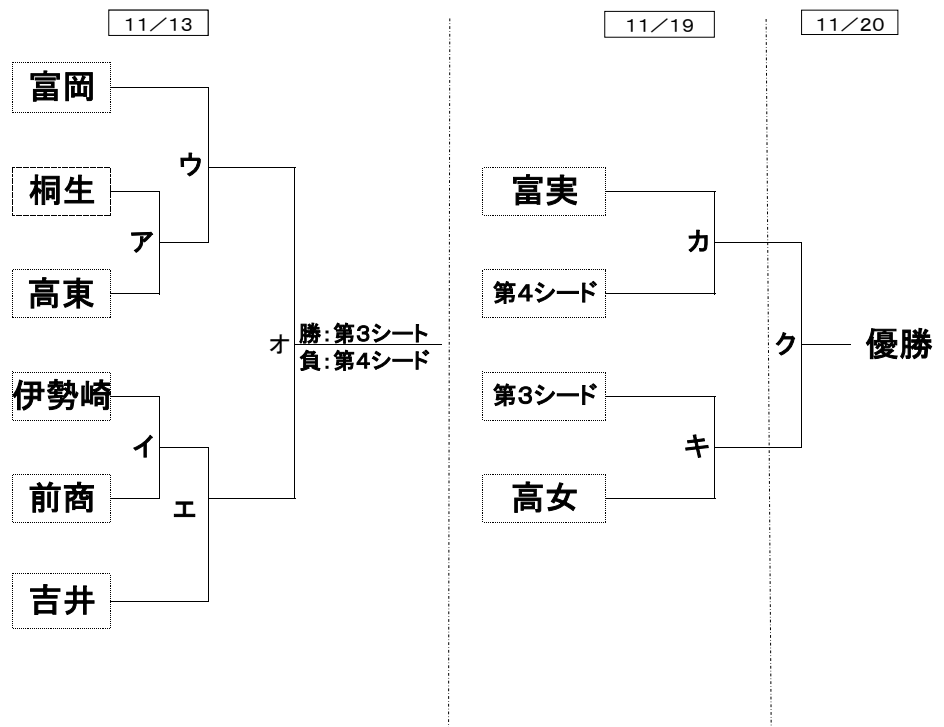 11／13
11／19
11／20
富岡
ウ
桐生
ア
高東
オ
勝：第3シート
負：第4シード
伊勢崎
イ
前商
エ
吉井
富実
カ
第4シード
ク
優勝
第3シード
キ
高女